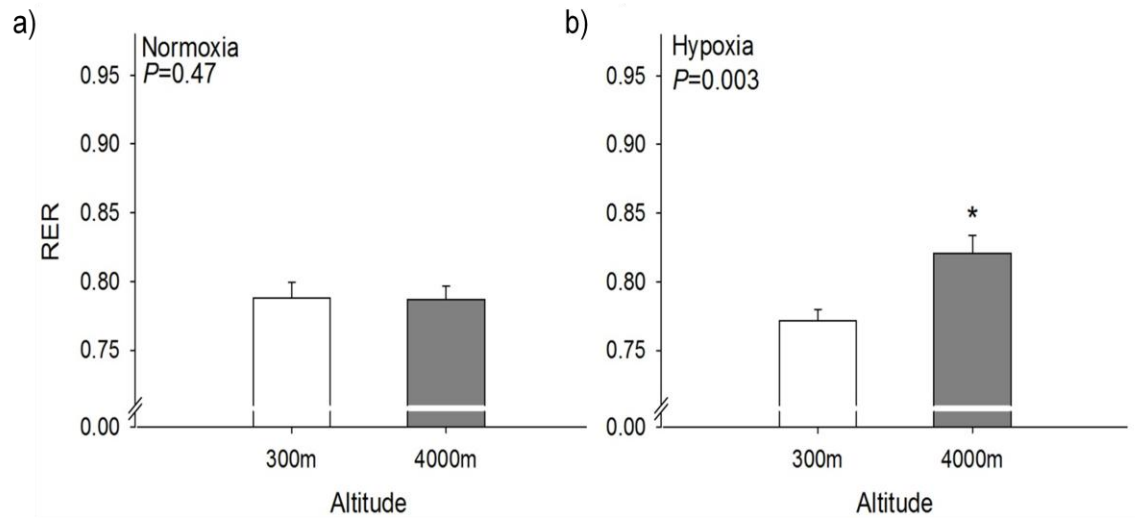 a)
Normoxia
P=0.47
0.95
0.90
0.85
0.80
0.75
0.00
RER
300m
4000m
Altitude
b)
Hypoxia
P=0.003
0.95
0.90
0.85
0.80
0.75
0.00
*
300m
4000m
Altitude